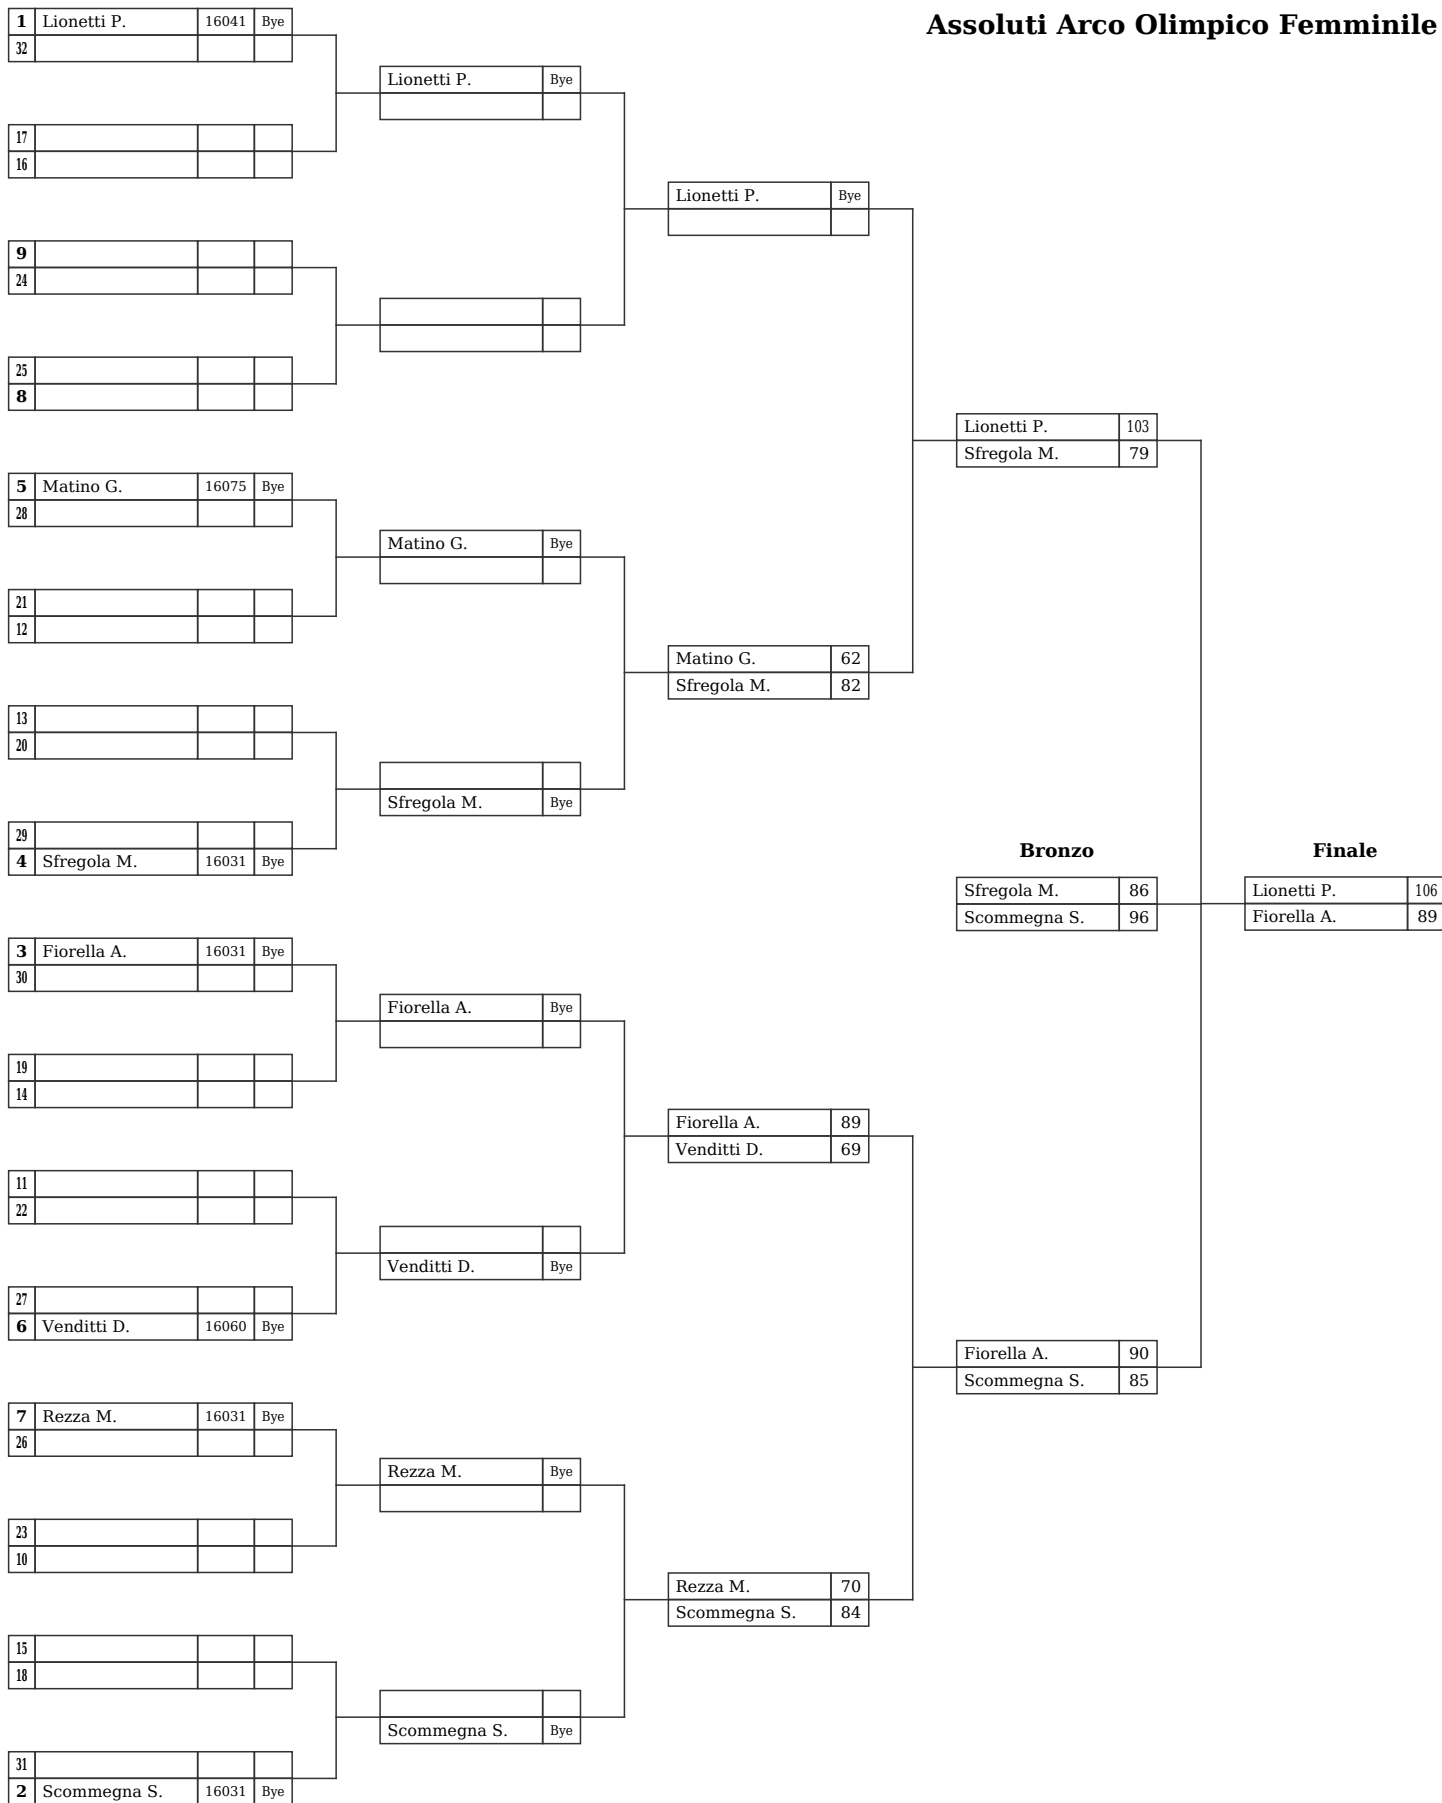 Assoluti Arco Olimpico Femminile
1 Lionetti P. 16041 Bye
32
17
16
9
24
25
8
5 Matino G. 16075 Bye
28
21
12
13
20
29
4 Sfregola M. 16031 Bye
3 Fiorella A. 16031 Bye
30
19
14
11
22
27
6 Venditti D. 16060 Bye
7 Rezza M. 16031 Bye
26
23
10
15
18
31
2 Scommegna S. 16031 Bye
Lionetti P. Bye
Matino G. Bye
Sfregola M. Bye
Fiorella A. Bye
Venditti D. Bye
Rezza M. Bye
Scommegna S. Bye
Lionetti P. Bye
Matino G. 62
Sfregola M. 82
Fiorella A. 89
Venditti D. 69
Rezza M. 70
Scommegna S. 84
Lionetti P. 103
Sfregola M. 79
Fiorella A. 90
Scommegna S. 85
Bronzo
Sfregola M. 86
Scommegna S. 96
Finale
Lionetti P. 106
Fiorella A. 89